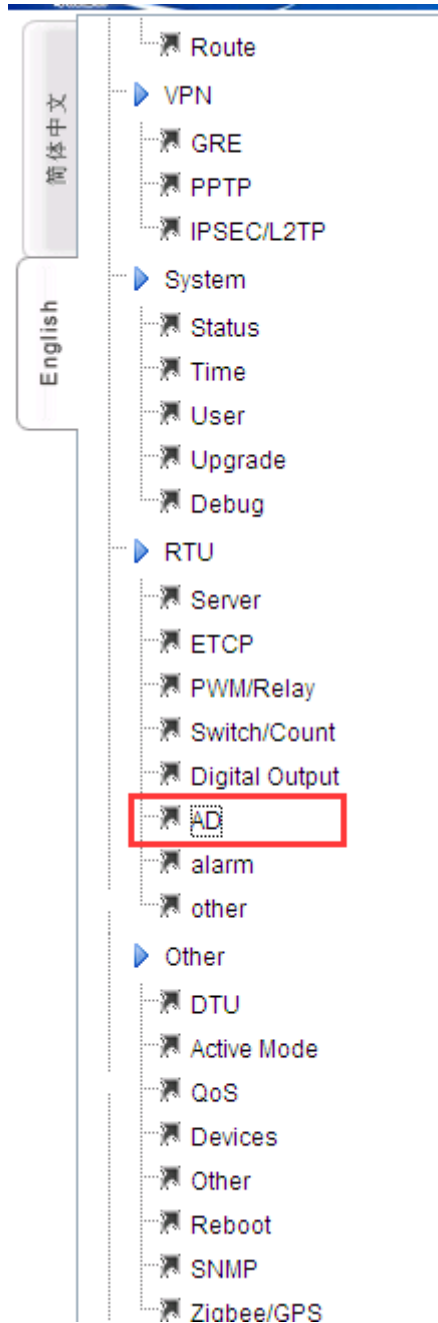 简体中文
English
Route
VPN
GRE
PPTP
IPSEC/L2TP
System
Status
Time
User
Upgrade
Debug
RTU
Server
ETCP
PWM/Relay
Switch/Count
Digital Output
AD
alarm
other
Other
DTU
Active Mode
QoS
Devices
Other
Reboot
SNMP
Zigbee/GPS